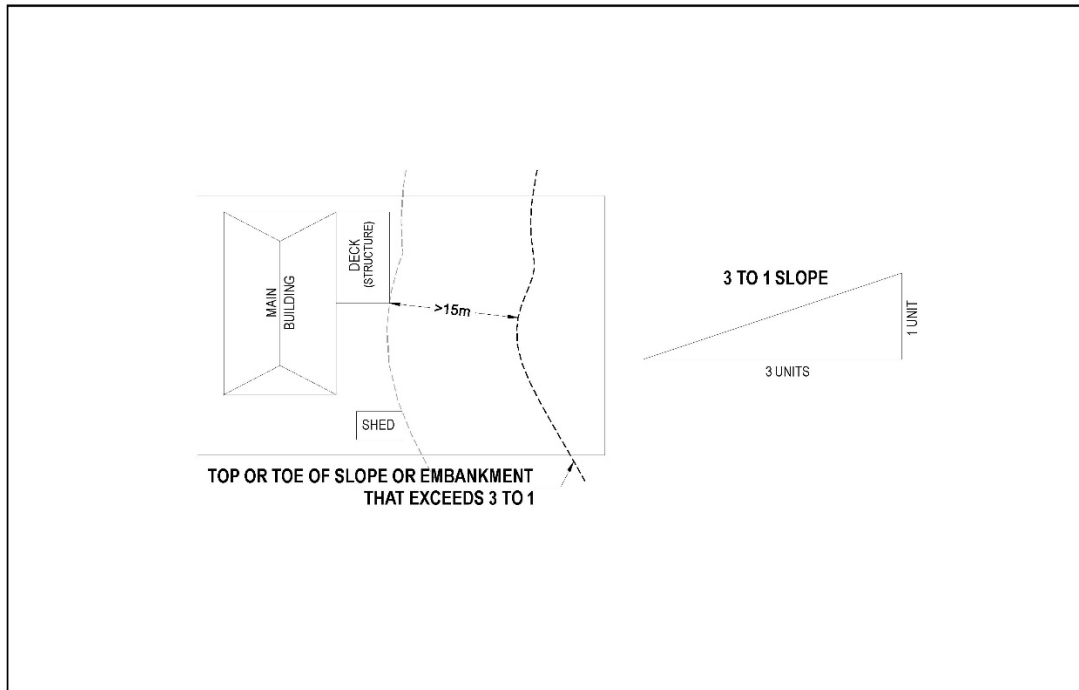 MAIN
BUILDING
DECK
(STRUCTURE)
>15m
SHED
TOP OR TOE OF SLOPE OR EMBANKMENT
THAT EXCEEDS 3 TO 1
3 TO 1 SLOPE
1 UNIT
3 UNITS